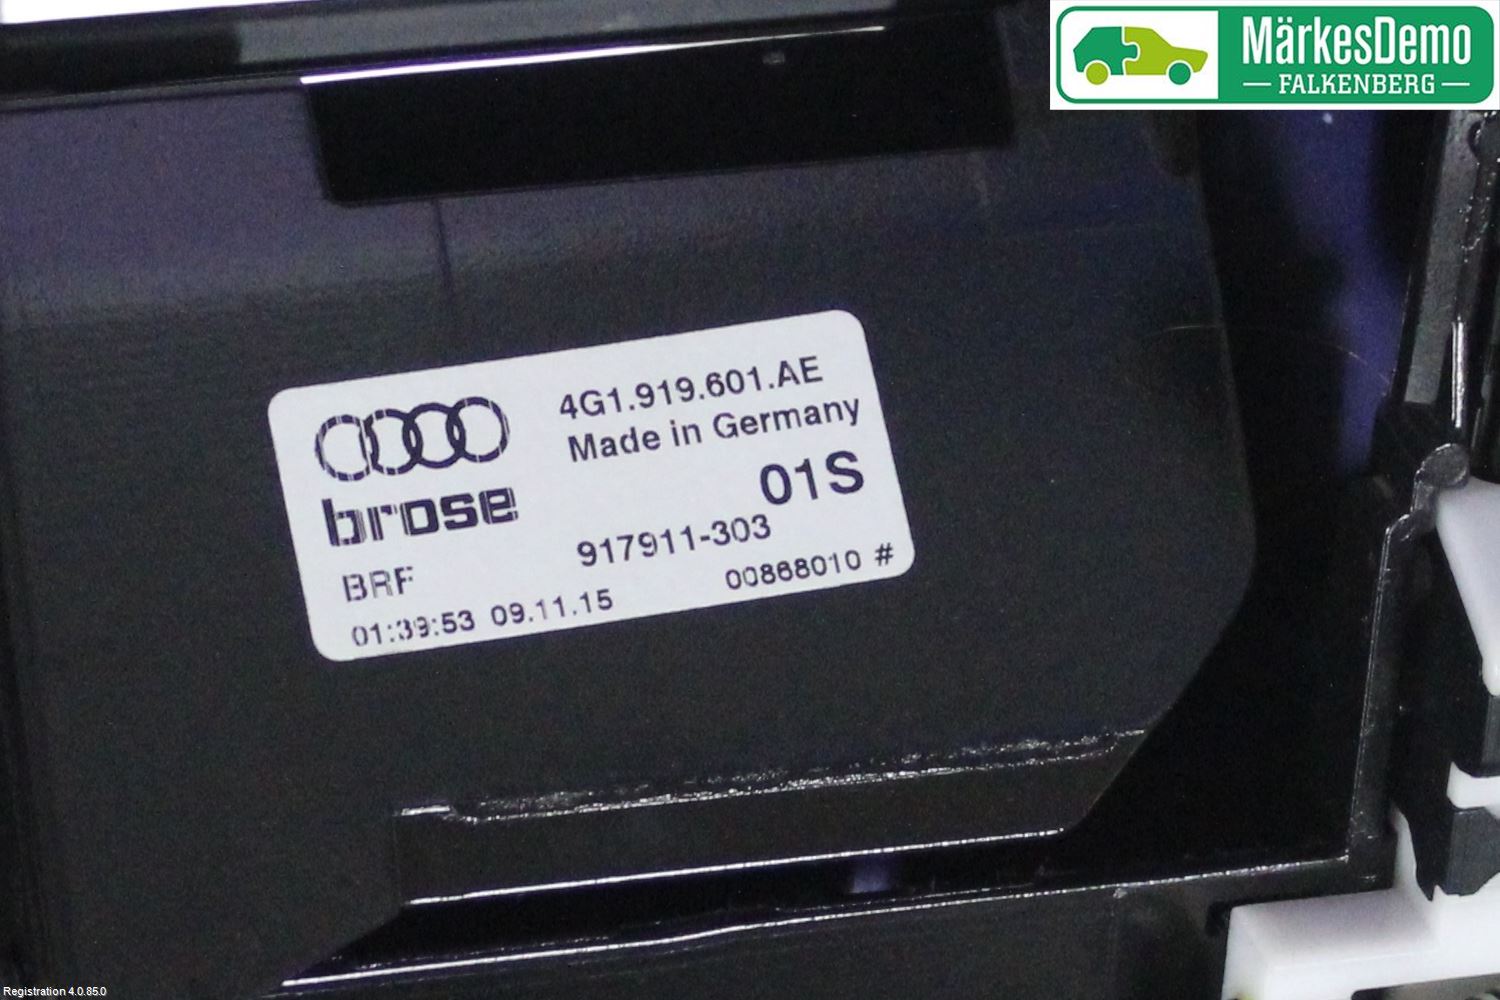 MärkesDemo
FALKENBERG
4G1.919.601.AE
Made in Germany
01S
brose
917911-303
BRF
00868010 #
01:39:53 09.11.15
Registration 4.0.85.0